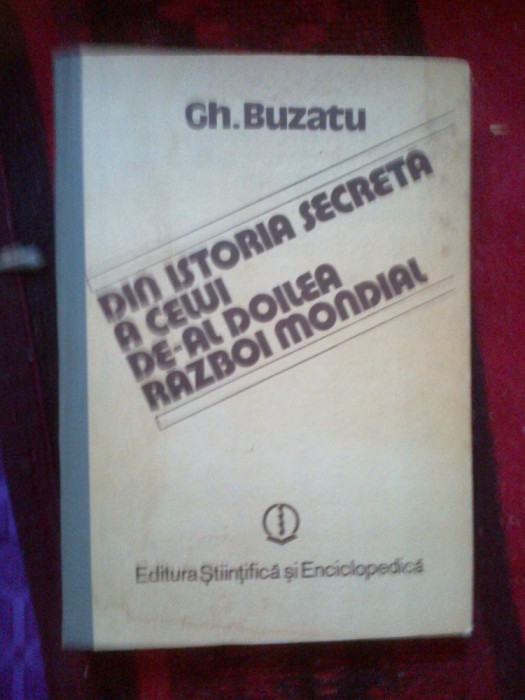 Gh. Buzatu
DIN ISTORIA SECRETA
A CELUI
DE-AL DOILEA
RAZBOI MONDIAL
Editura Ştiinţifică şi Enciclopedică